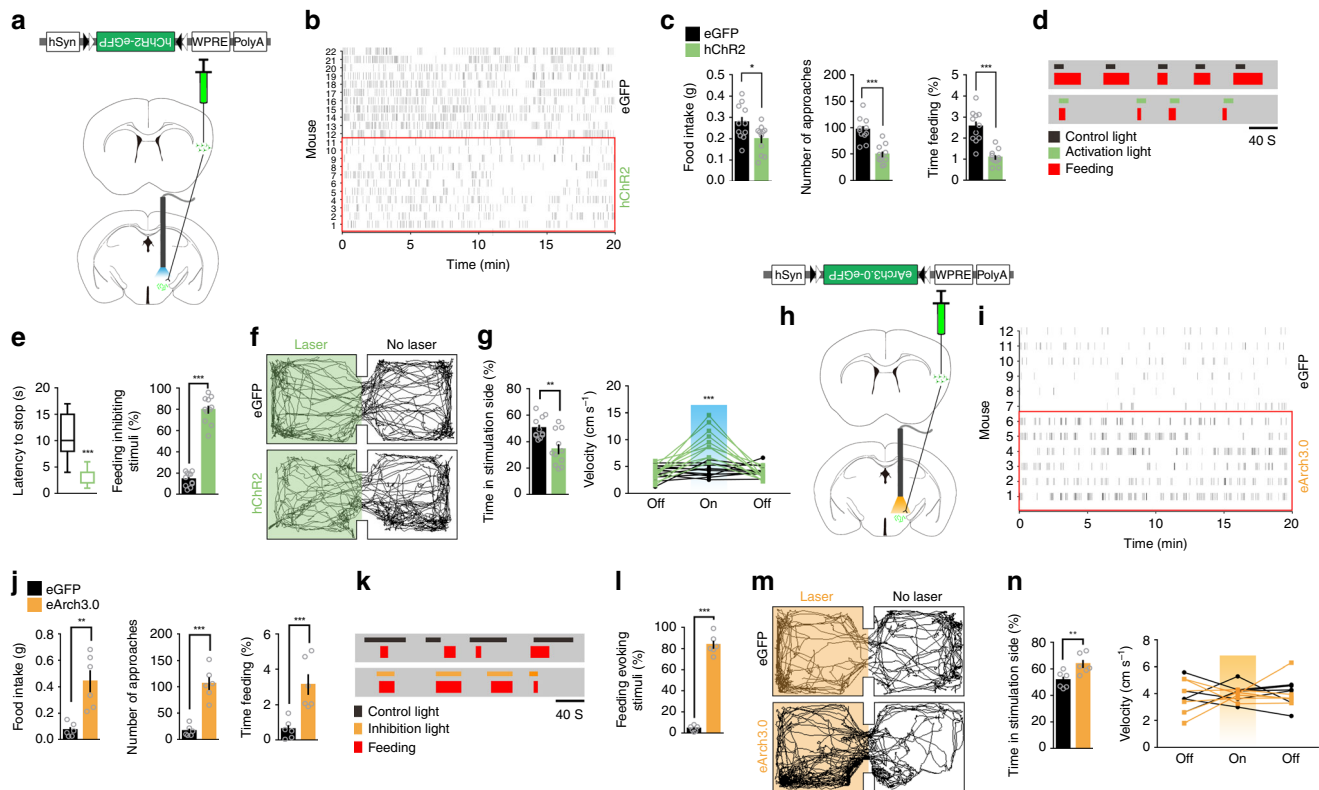 a
hSyn hChR2-eGFP WPRE PolyA
b
Mouse
22
21
20
19
18
17
16
15
14
13
12
11
10
9
8
7
6
5
4
3
2
1
eGFP
hChR2
0 5 10 15 20
Time (min)
c
eGFP
hChR2
Food intake (g)
0.5
0.4
0.3
0.2
0.1
0.0
*
Number of approaches
200
150
100
50
0
***
Time feeding (%)
5
4
3
2
1
0
***
d
Control light
Activation light
Feeding
40 S
e
Latency to stop (s)
20
15
10
5
0
***
Feeding inhibiting
stimuli (%)
100
80
60
40
20
0
***
f
Laser No laser
eGFP
hChR2
g
Time in stimulation side (%)
80
60
40
20
0
**
Velocity (cm s⁻¹)
20
15
10
5
0
***
Off On Off
h
hSyn eArch3.0-eGFP WPRE PolyA
i
Mouse
12
11
10
9
8
7
6
5
4
3
2
1
eGFP
eArch3.0
0 5 10 15 20
Time (min)
j
eGFP
eArch3.0
Food intake (g)
0.8
0.6
0.4
0.2
0.0
**
Number of approaches
200
150
100
50
0
***
Time feeding (%)
6
4
2
0
***
k
Control light
Inhibition light
Feeding
40 S
l
Feeding evoking
stimuli (%)
100
80
60
40
20
0
***
m
Laser No laser
eGFP
eArch3.0
n
Time in stimulation side (%)
100
80
60
40
20
0
**
Velocity (cm s⁻¹)
8
6
4
2
0
Off On Off